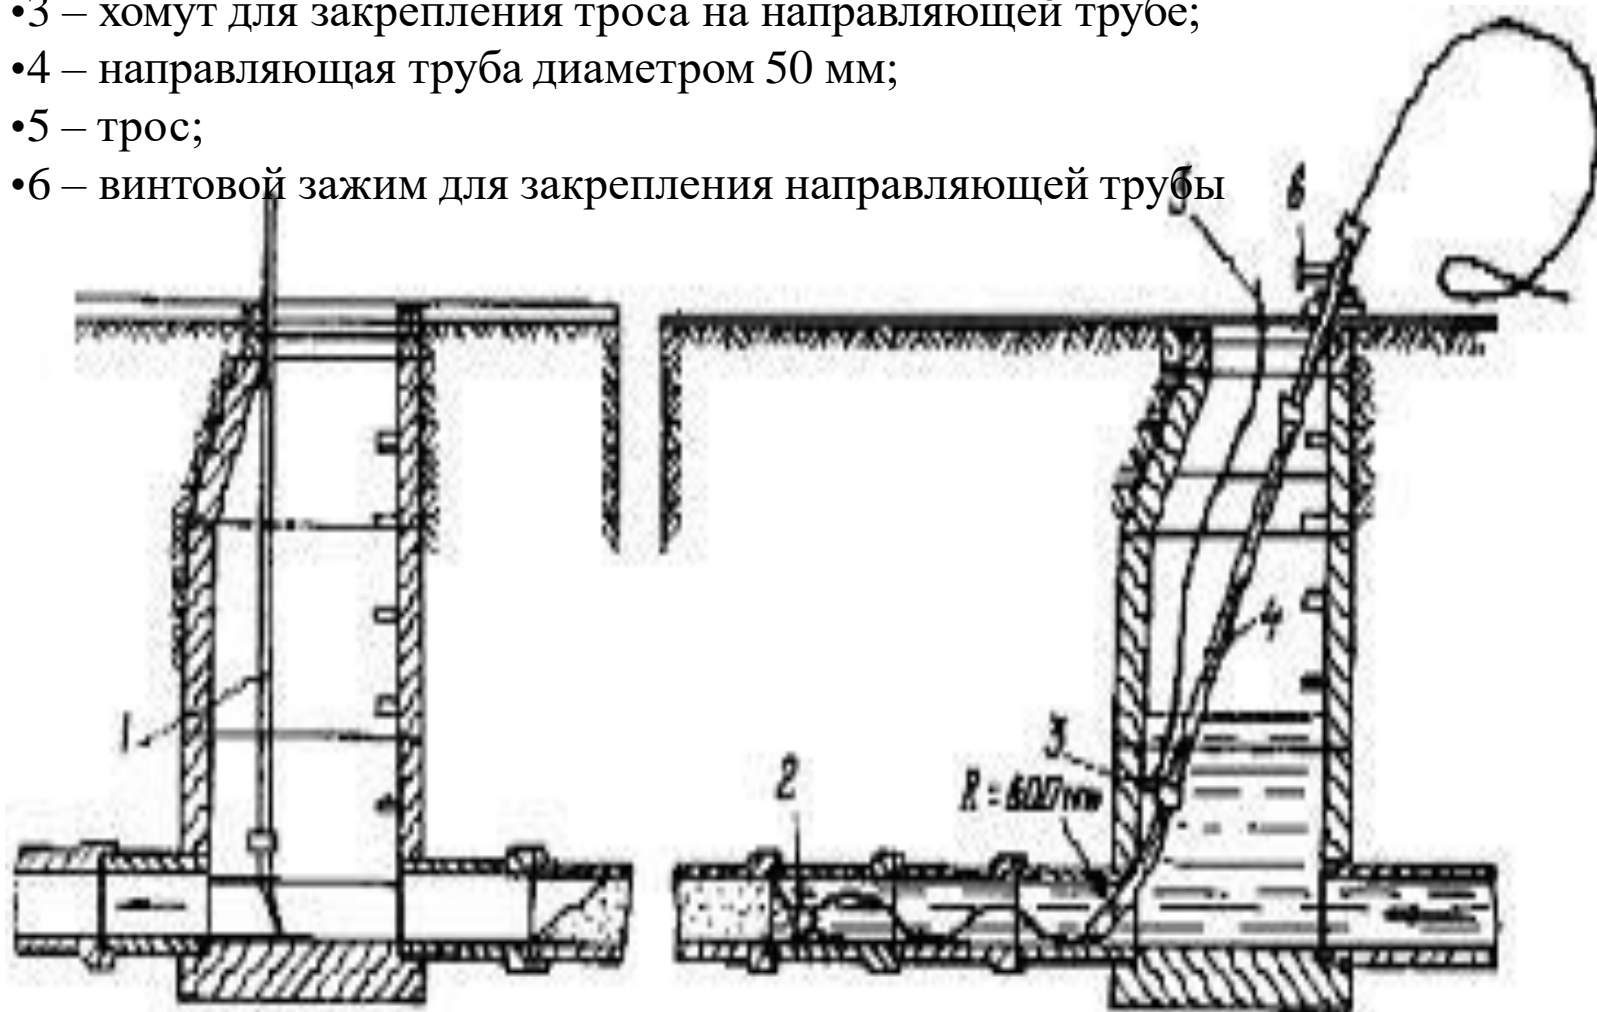 •3 – хомут для закрепления троса на направляющей трубе;
•4 – направляющая труба диаметром 50 мм;
•5 – трос;
•6 – винтовой зажим для закрепления направляющей трубы
5
6
4
1
3
2
R = 600мм